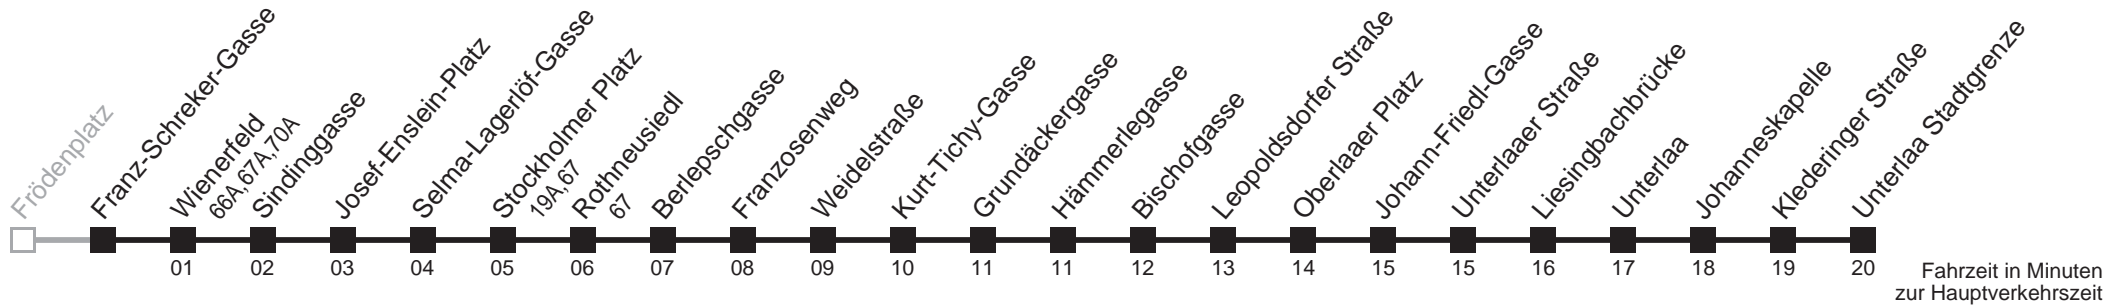 Frödenplatz
Franz-Schreker-Gasse
Wienerfeld
66A,67A,70A
Sindinggasse
Josef-Enslein-Platz
Selma-Lagerlöf-Gasse
Stockholmer Platz
19A,67
Rothneusiedl
67
Berlepschgasse
Franzosenweg
Weidelstraße
Kurt-Tichy-Gasse
Grundäckergasse
Hämmerlegasse
Bischofgasse
Leopoldsdorfer Straße
Oberlaaer Platz
Johann-Friedl-Gasse
Unterlaaer Straße
Liesingbachbrücke
Unterlaa
Johanneskapelle
Klederinger Straße
Unterlaa Stadtgrenze
01 02 03 04 05 06 07 08 09 10 11 11 12 13 14 15 15 16 17 18 19 20
Fahrzeit in Minuten
zur Hauptverkehrszeit